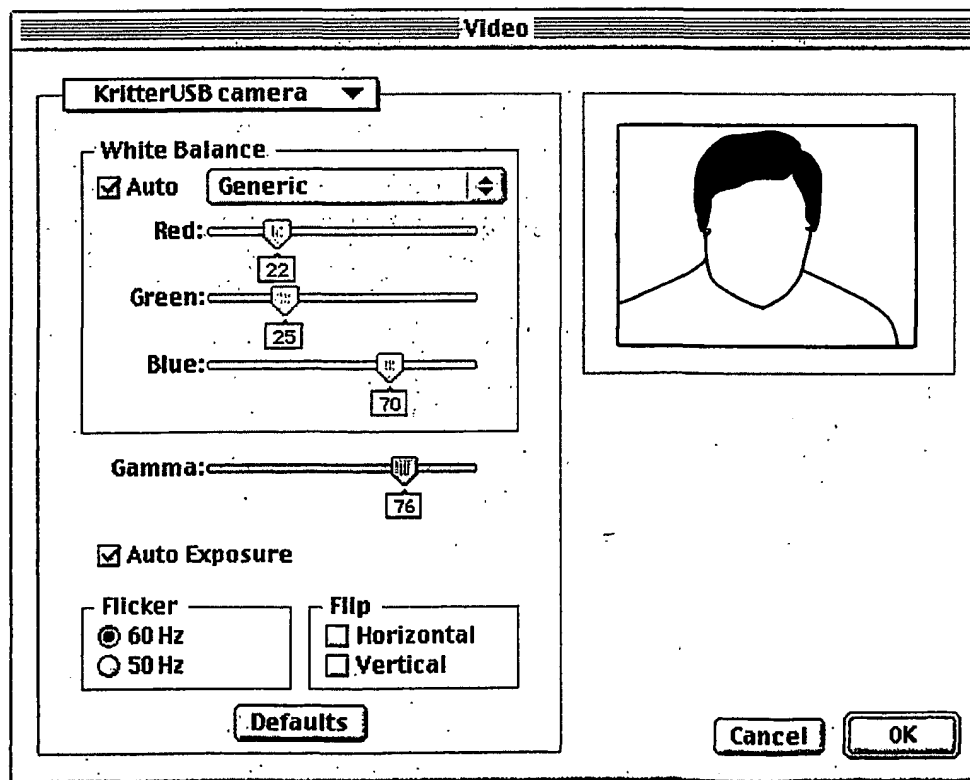 Video
KritterUSB camera
White Balance
Auto
Generic
Red:
22
Green:
25
Blue:
70
Gamma:
76
Auto Exposure
Flicker
60 Hz
50 Hz
Flip
Horizontal
Vertical
Defaults
Cancel
OK